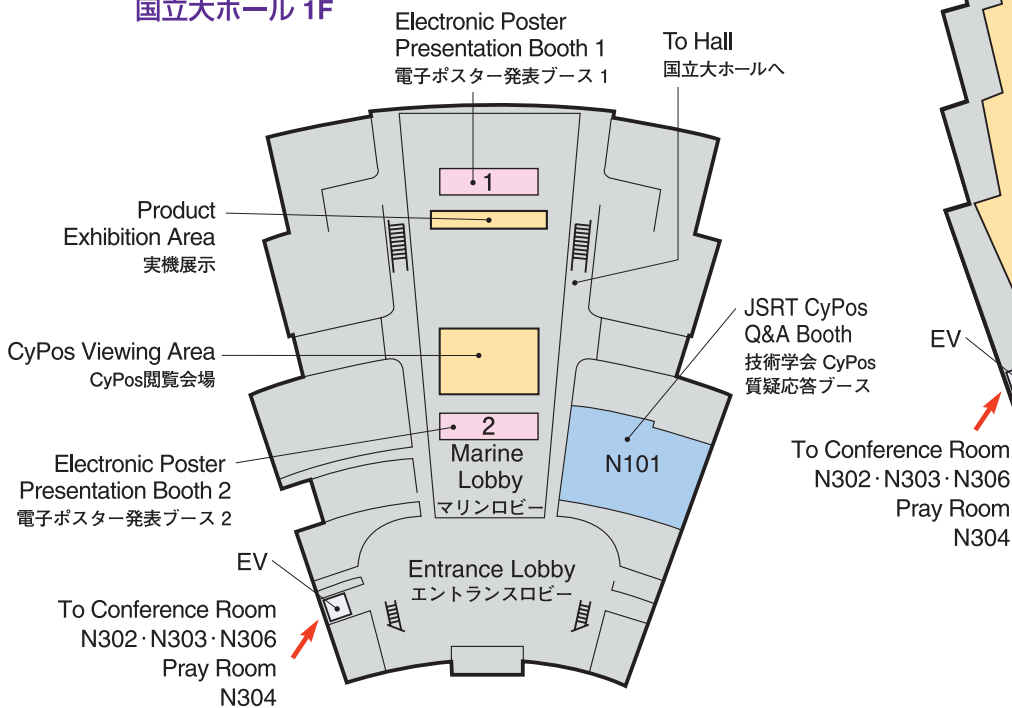 国立大ホール 1F
Electronic Poster
Presentation Booth 1
電子ポスター発表ブース 1
To Hall
国立大ホールへ
1
Product
Exhibition Area
実機展示
CyPos Viewing Area
CyPos閲覧会場
JSRT CyPos
Q&A Booth
技術学会 CyPos
質疑応答ブース
2
Marine
Lobby
マリンロビー
N101
Electronic Poster
Presentation Booth 2
電子ポスター発表ブース 2
Entrance Lobby
エントランスロビー
EV
To Conference Room
N302･N303･N306
Pray Room
N304
EV
To Conference Room
N302･N303･N306
Pray Room
N304